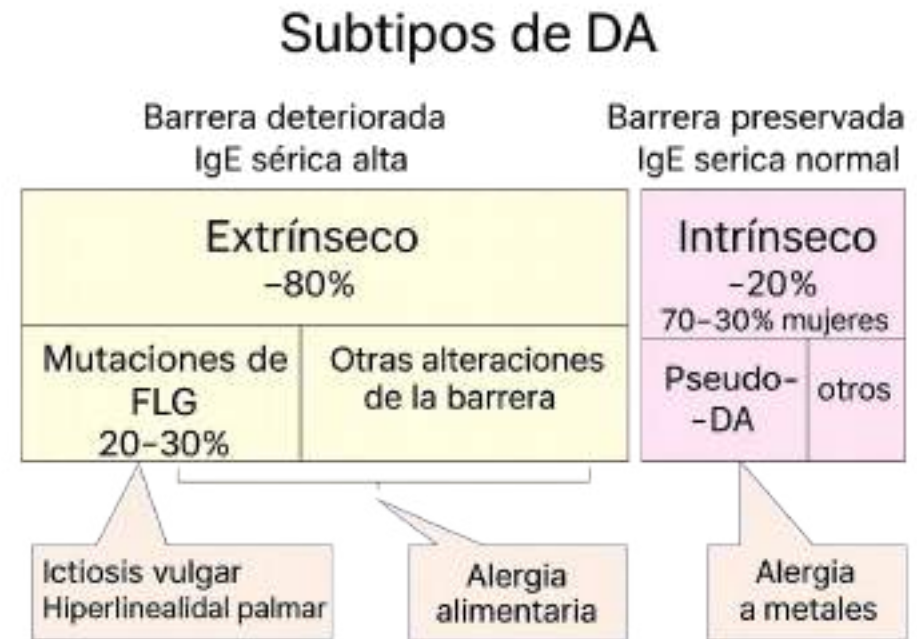 Subtipos de DA
Barrera deteriorada
IgE sérica alta
Barrera preservada
IgE serica normal
Extrínseco
–80%
Mutaciones de
FLG
20–30%
Otras alteraciones
de la barrera
Intrínseco
–20%
70–30% mujeres
Pseudo-
-DA
otros
Ictiosis vulgar
Hiperlinealidal palmar
Alergia
alimentaria
Alergia
a metales